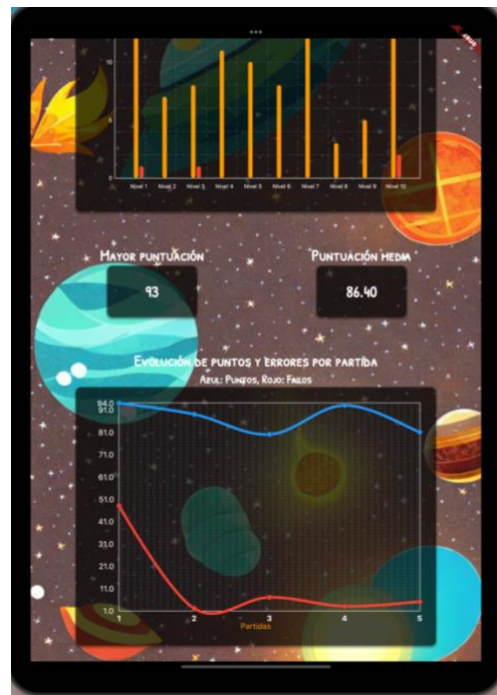 10
5
0
Nivel 1 Nivel 2 Nivel 3 Nivel 4 Nivel 5 Nivel 6 Nivel 7 Nivel 8 Nivel 9 Nivel 10
Mayor puntuación Puntuación media
93 86.40
Evolución de puntos y errores por partida
Azul: Puntos, Rojo: Fallos
94.0
91.0
81.0
71.0
61.0
51.0
41.0
31.0
21.0
11.0
1.0
1 2 3 4 5
Partidas